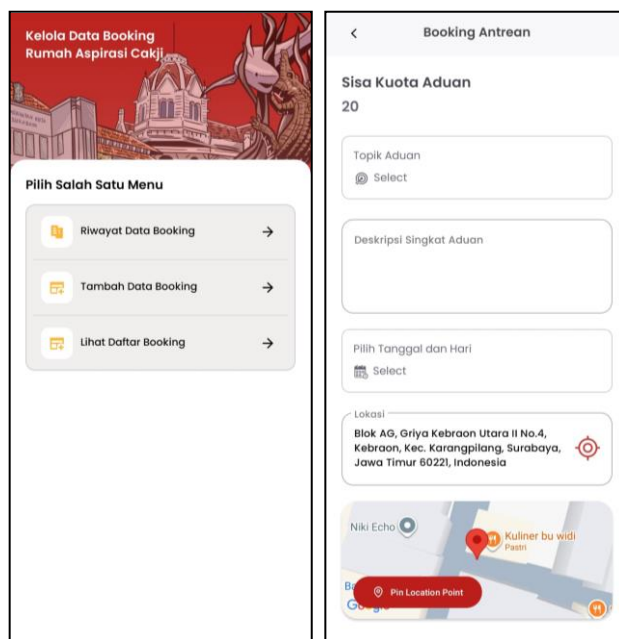 Kelola Data Booking
Rumah Aspirasi Cakji
Pilih Salah Satu Menu
Riwayat Data Booking
Tambah Data Booking
Lihat Daftar Booking
Booking Antrean
Sisa Kuota Aduan
20
Topik Aduan
Select
Deskripsi Singkat Aduan
Pilih Tanggal dan Hari
Select
Lokasi
Blok AG, Griya Kebraon Utara II No.4,
Kebraon, Kec. Karangpilang, Surabaya,
Jawa Timur 60221, Indonesia
Niki Echo
Kuliner bu widi
Pastri
Pin Location Point